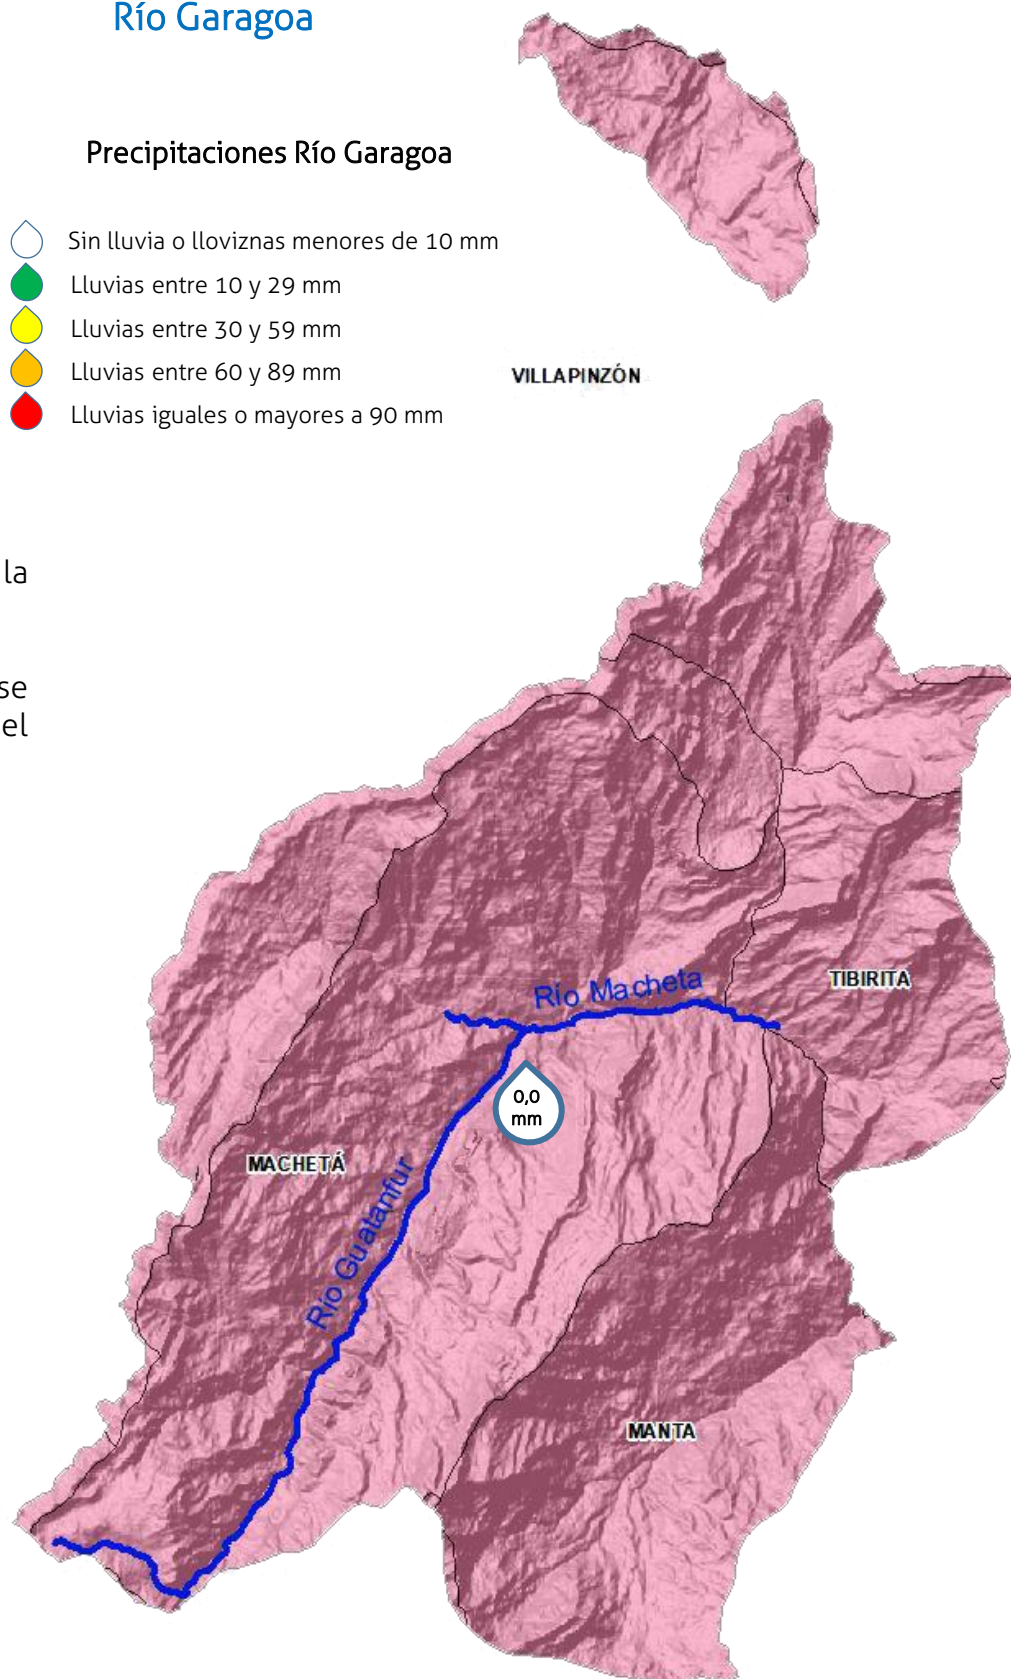 Río Garagoa
Precipitaciones Río Garagoa
Sin lluvia o lloviznas menores de 10 mm
Lluvias entre 10 y 29 mm
Lluvias entre 30 y 59 mm
Lluvias entre 60 y 89 mm
Lluvias iguales o mayores a 90 mm
VILLAPINZÓN
la
se
el
Río Macheta
TIBIRITA
0,0
mm
MACHETÁ
Río Guatanfur
MANTA